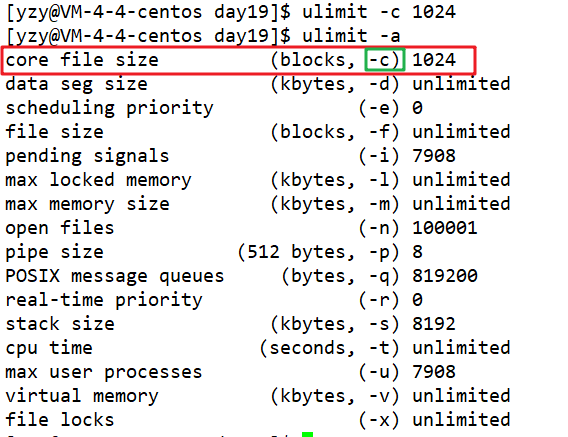 [yzy@VM-4-4-centos day19]$ ulimit -c 1024
[yzy@VM-4-4-centos day19]$ ulimit -a
core file size          (blocks, -c) 1024
data seg size           (kbytes, -d) unlimited
scheduling priority             (-e) 0
file size               (blocks, -f) unlimited
pending signals                 (-i) 7908
max locked memory       (kbytes, -l) unlimited
max memory size         (kbytes, -m) unlimited
open files                      (-n) 100001
pipe size            (512 bytes, -p) 8
POSIX message queues     (bytes, -q) 819200
real-time priority              (-r) 0
stack size              (kbytes, -s) 8192
cpu time               (seconds, -t) unlimited
max user processes              (-u) 7908
virtual memory          (kbytes, -v) unlimited
file locks                      (-x) unlimited